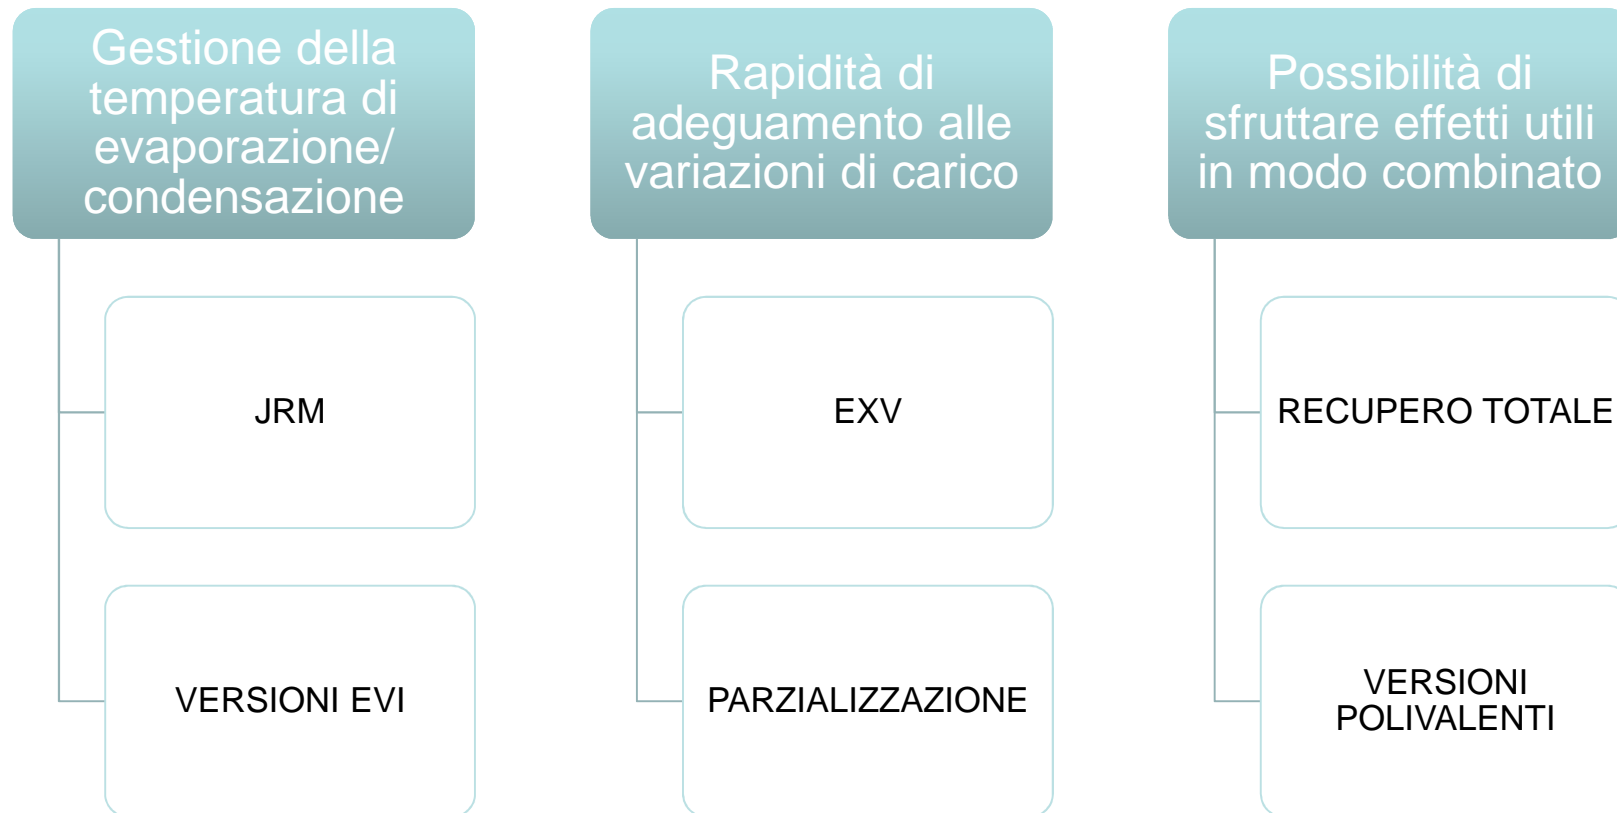 Gestione della
temperatura di
evaporazione/
condensazione
JRM
VERSIONI EVI
Rapidità di
adeguamento alle
variazioni di carico
EXV
PARZIALIZZAZIONE
Possibilità di
sfruttare effetti utili
in modo combinato
RECUPERO TOTALE
VERSIONI
POLIVALENTI